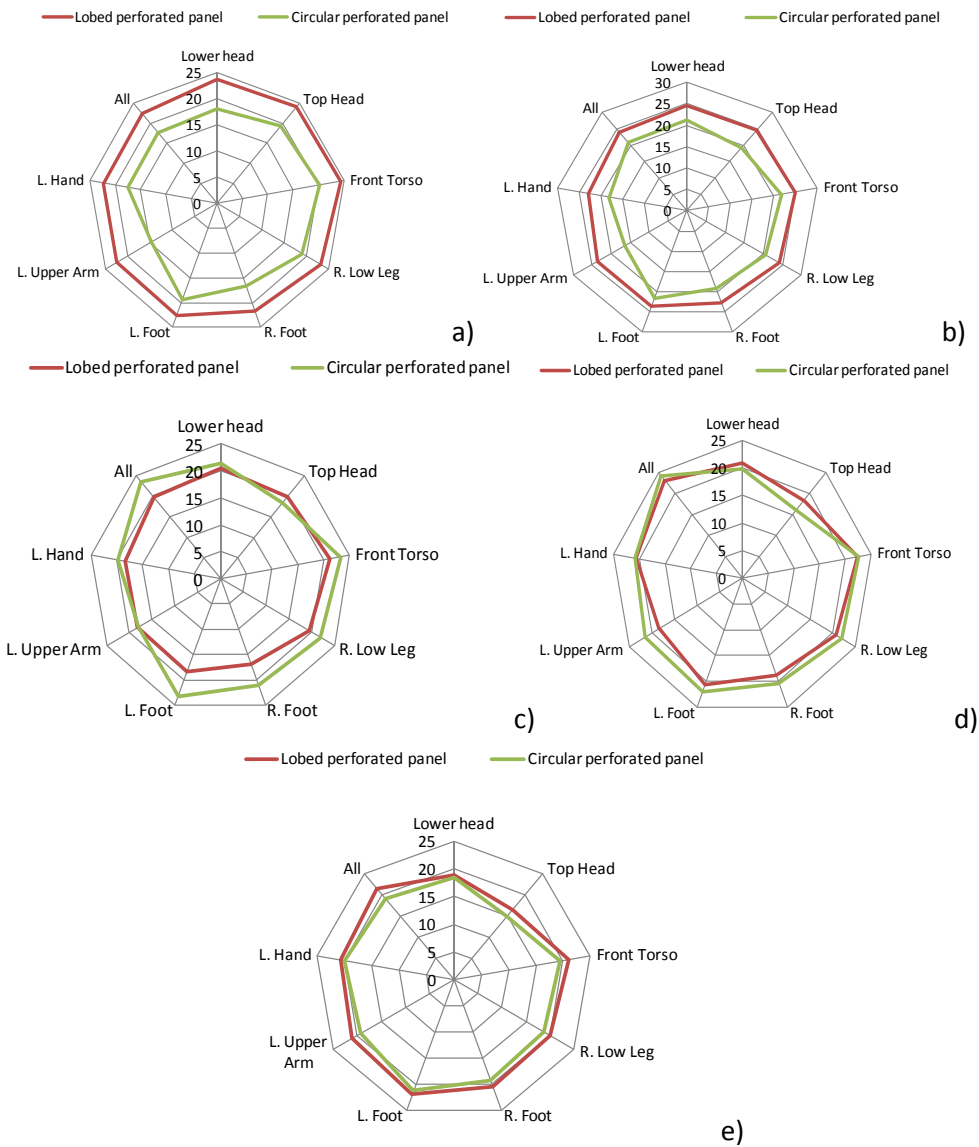 Lobed perforated panel Circular perforated panel
Lower head
25
20
15
10
5
0
Top Head
Front Torso
R. Low Leg
R. Foot
L. Foot
L. Upper Arm
L. Hand
All
a)
Lobed perforated panel Circular perforated panel
Lower head
30
25
20
15
10
5
0
Top Head
Front Torso
R. Low Leg
R. Foot
L. Foot
L. Upper Arm
L. Hand
All
b)
Lobed perforated panel Circular perforated panel
Lower head
25
20
15
10
5
0
Top Head
Front Torso
R. Low Leg
R. Foot
L. Foot
L. Upper Arm
L. Hand
All
c)
Lobed perforated panel Circular perforated panel
Lower head
25
20
15
10
5
0
Top Head
Front Torso
R. Low Leg
R. Foot
L. Foot
L. Upper Arm
L. Hand
All
d)
Lobed perforated panel Circular perforated panel
Lower head
25
20
15
10
5
0
Top Head
Front Torso
R. Low Leg
R. Foot
L. Foot
L. Upper
Arm
L. Hand
All
e)